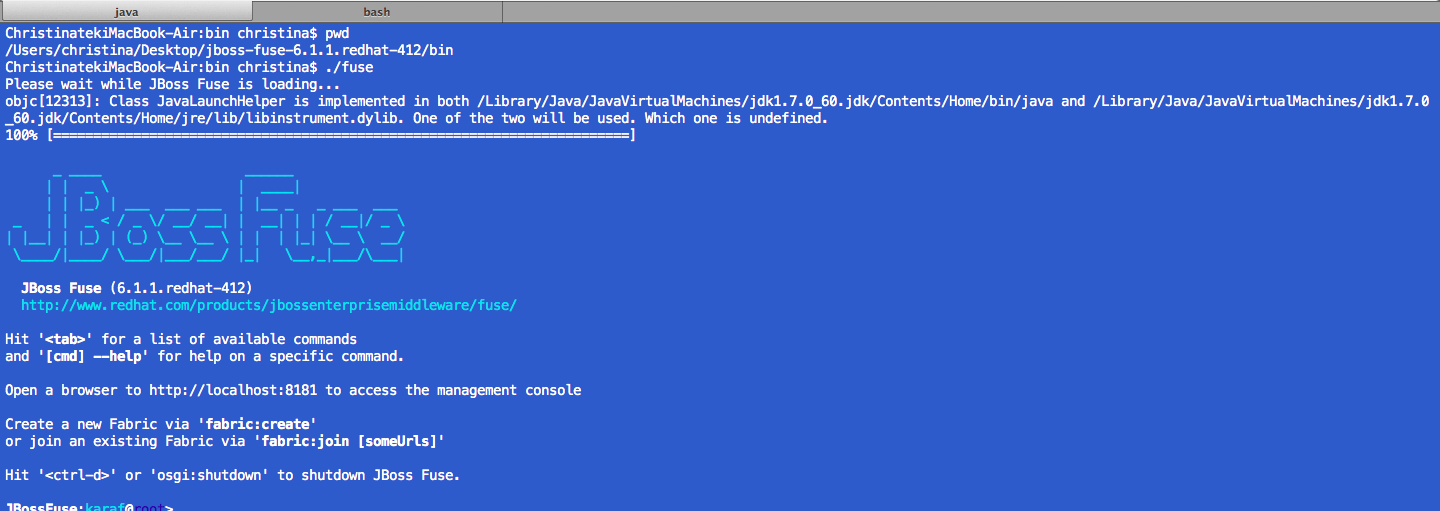 java
bash
ChristinatekiMacBook-Air:bin christina$ pwd
/Users/christina/Desktop/jboss-fuse-6.1.1.redhat-412/bin
ChristinatekiMacBook-Air:bin christina$ ./fuse
Please wait while JBoss Fuse is loading...
objc[12313]: Class JavaLaunchHelper is implemented in both /Library/Java/JavaVirtualMachines/jdk1.7.0_60.jdk/Contents/Home/bin/java and /Library/Java/JavaVirtualMachines/jdk1.7.0
_60.jdk/Contents/Home/jre/lib/libinstrument.dylib. One of the two will be used. Which one is undefined.
100% [========================================================================]
JBoss Fuse
JBoss Fuse (6.1.1.redhat-412)
http://www.redhat.com/products/jbossenterprisemiddleware/fuse/
Hit '<tab>' for a list of available commands
and '[cmd] --help' for help on a specific command.
Open a browser to http://localhost:8181 to access the management console
Create a new Fabric via 'fabric:create'
or join an existing Fabric via 'fabric:join [someUrls]'
Hit '<ctrl-d>' or 'osgi:shutdown' to shutdown JBoss Fuse.
JBossFuse:karaf@root>